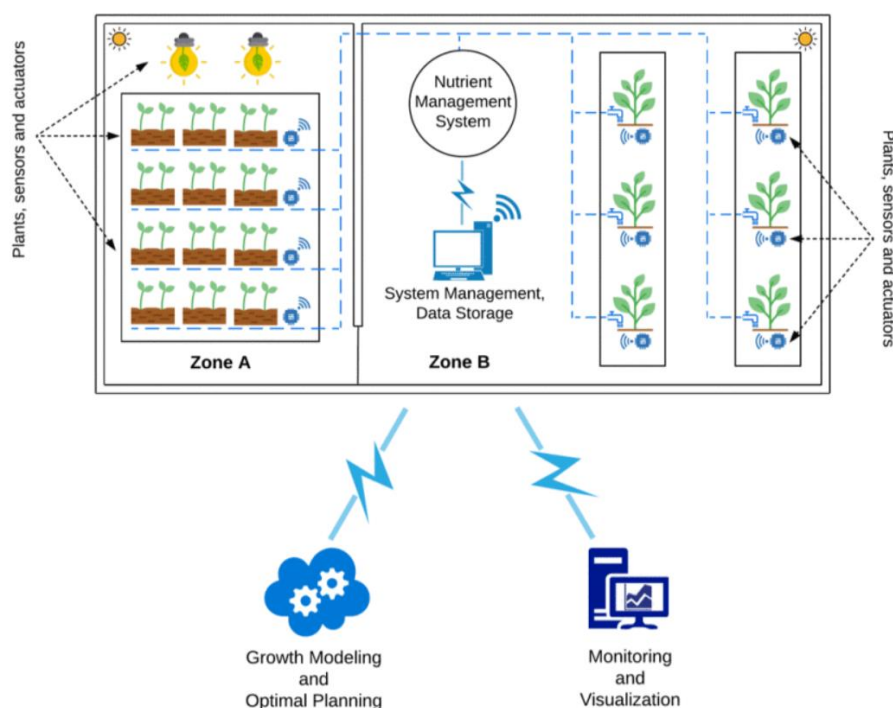 Plants, sensors and actuators
Nutrient
Management
System
System Management,
Data Storage
Zone A
Zone B
Plants, sensors and actuators
Growth Modeling
and
Optimal Planning
Monitoring
and
Visualization